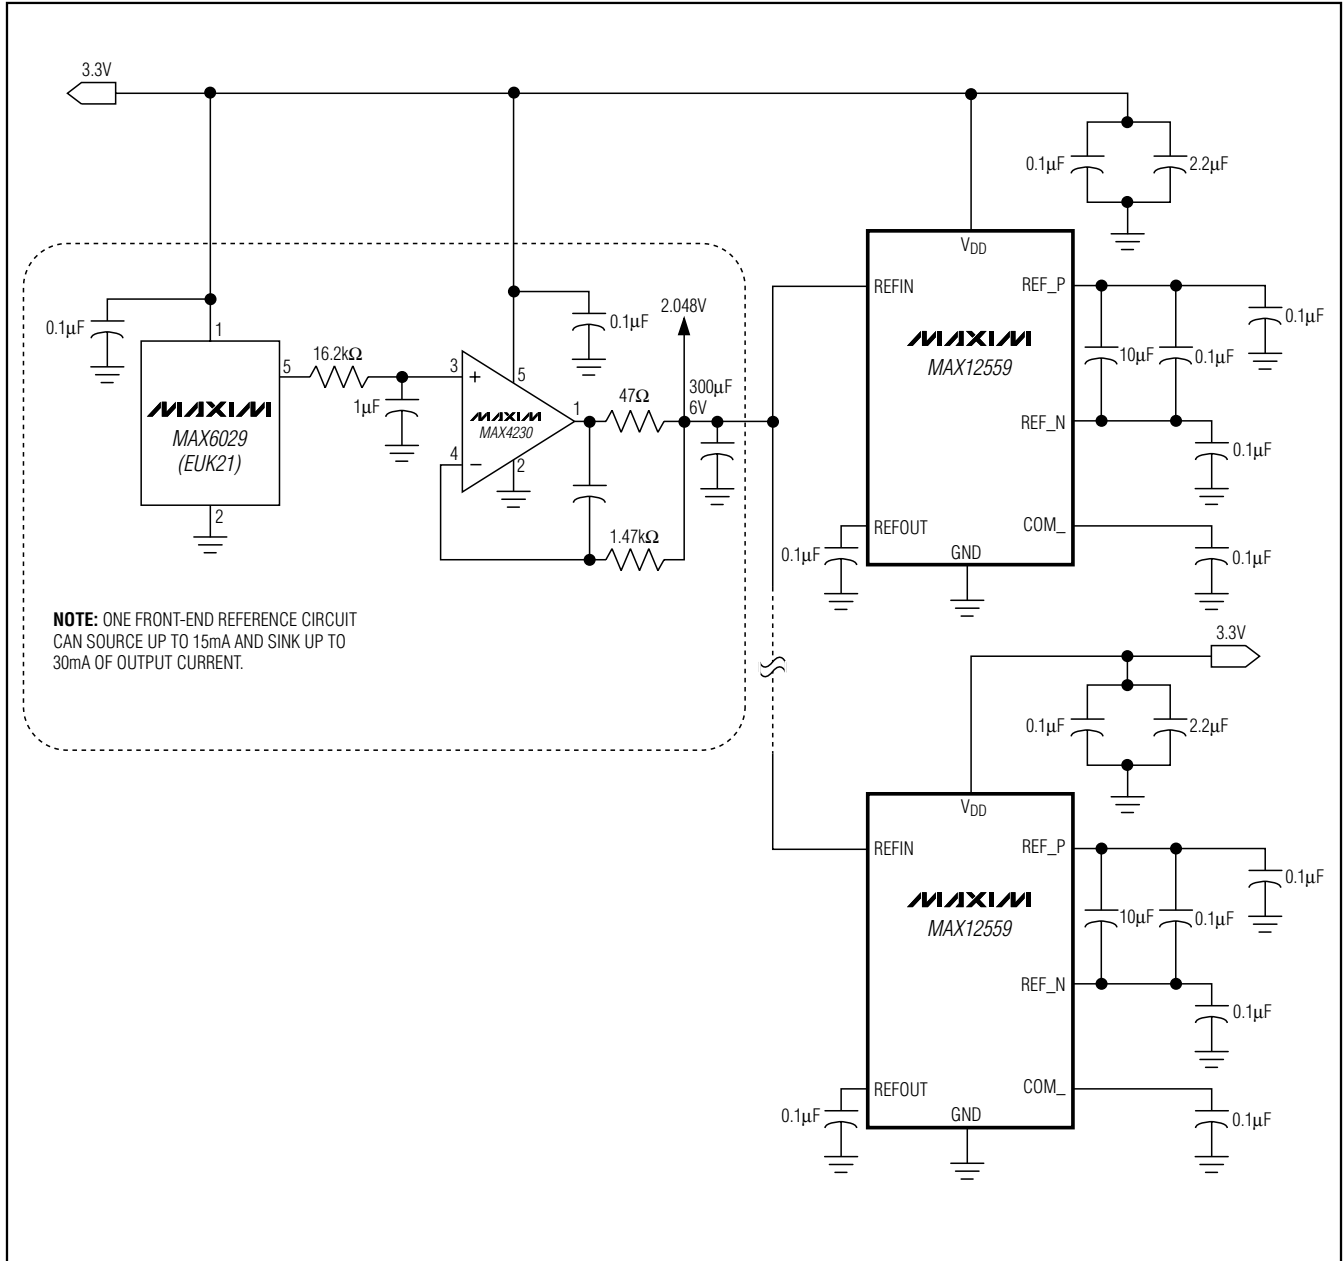 3.3V
0.1µF
2.2µF
VDD
REFIN
REF_P
0.1µF
MAXIM
MAX12559
10µF
0.1µF
REF_N
0.1µF
REFOUT
COM_
0.1µF
GND
0.1µF
0.1µF
1
5
16.2kΩ
1µF
MAXIM
MAX6029
(EUK21)
2
0.1µF
3
+
5
MAXIM
MAX4230
1
4
−
2
47Ω
2.048V
300µF
6V
1.47kΩ
NOTE: ONE FRONT-END REFERENCE CIRCUIT
CAN SOURCE UP TO 15mA AND SINK UP TO
30mA OF OUTPUT CURRENT.
3.3V
0.1µF
2.2µF
VDD
REFIN
REF_P
0.1µF
MAXIM
MAX12559
10µF
0.1µF
REF_N
0.1µF
REFOUT
COM_
0.1µF
GND
0.1µF